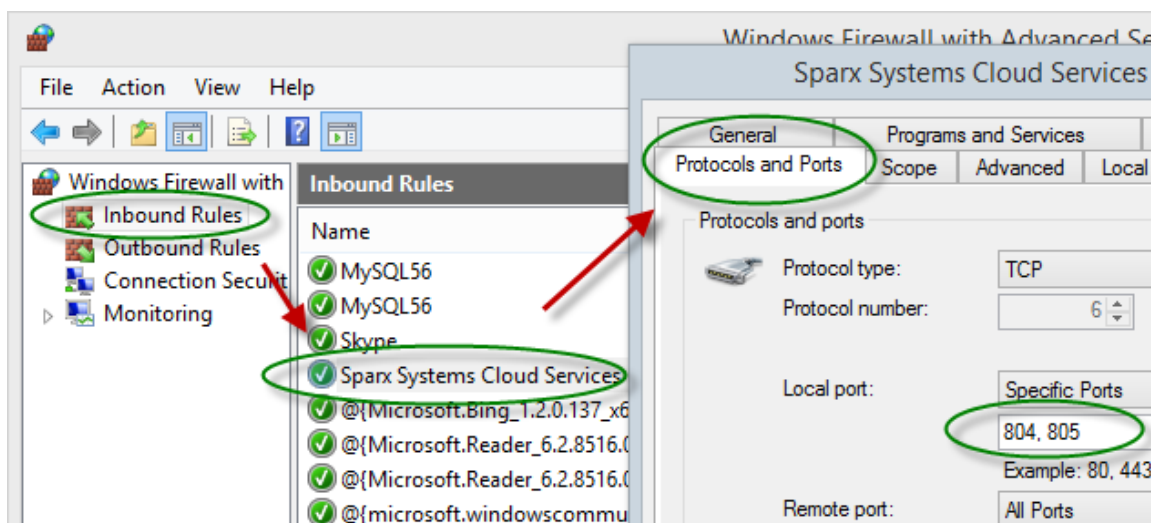 Windows Firewall with Advanced Se
File Action View Help
Windows Firewall with
Inbound Rules
Outbound Rules
Connection Securit
Monitoring
Inbound Rules
Name
MySQL56
MySQL56
Skype
Sparx Systems Cloud Services
@{Microsoft.Bing_1.2.0.137_x6
@{Microsoft.Reader_6.2.8516.0
@{Microsoft.Reader_6.2.8516.0
@{microsoft.windowscommu
Sparx Systems Cloud Services
General Programs and Services
Protocols and Ports Scope Advanced Local
Protocols and ports
Protocol type: TCP
Protocol number: 6
Local port: Specific Ports
804, 805
Example: 80, 443
Remote port: All Ports